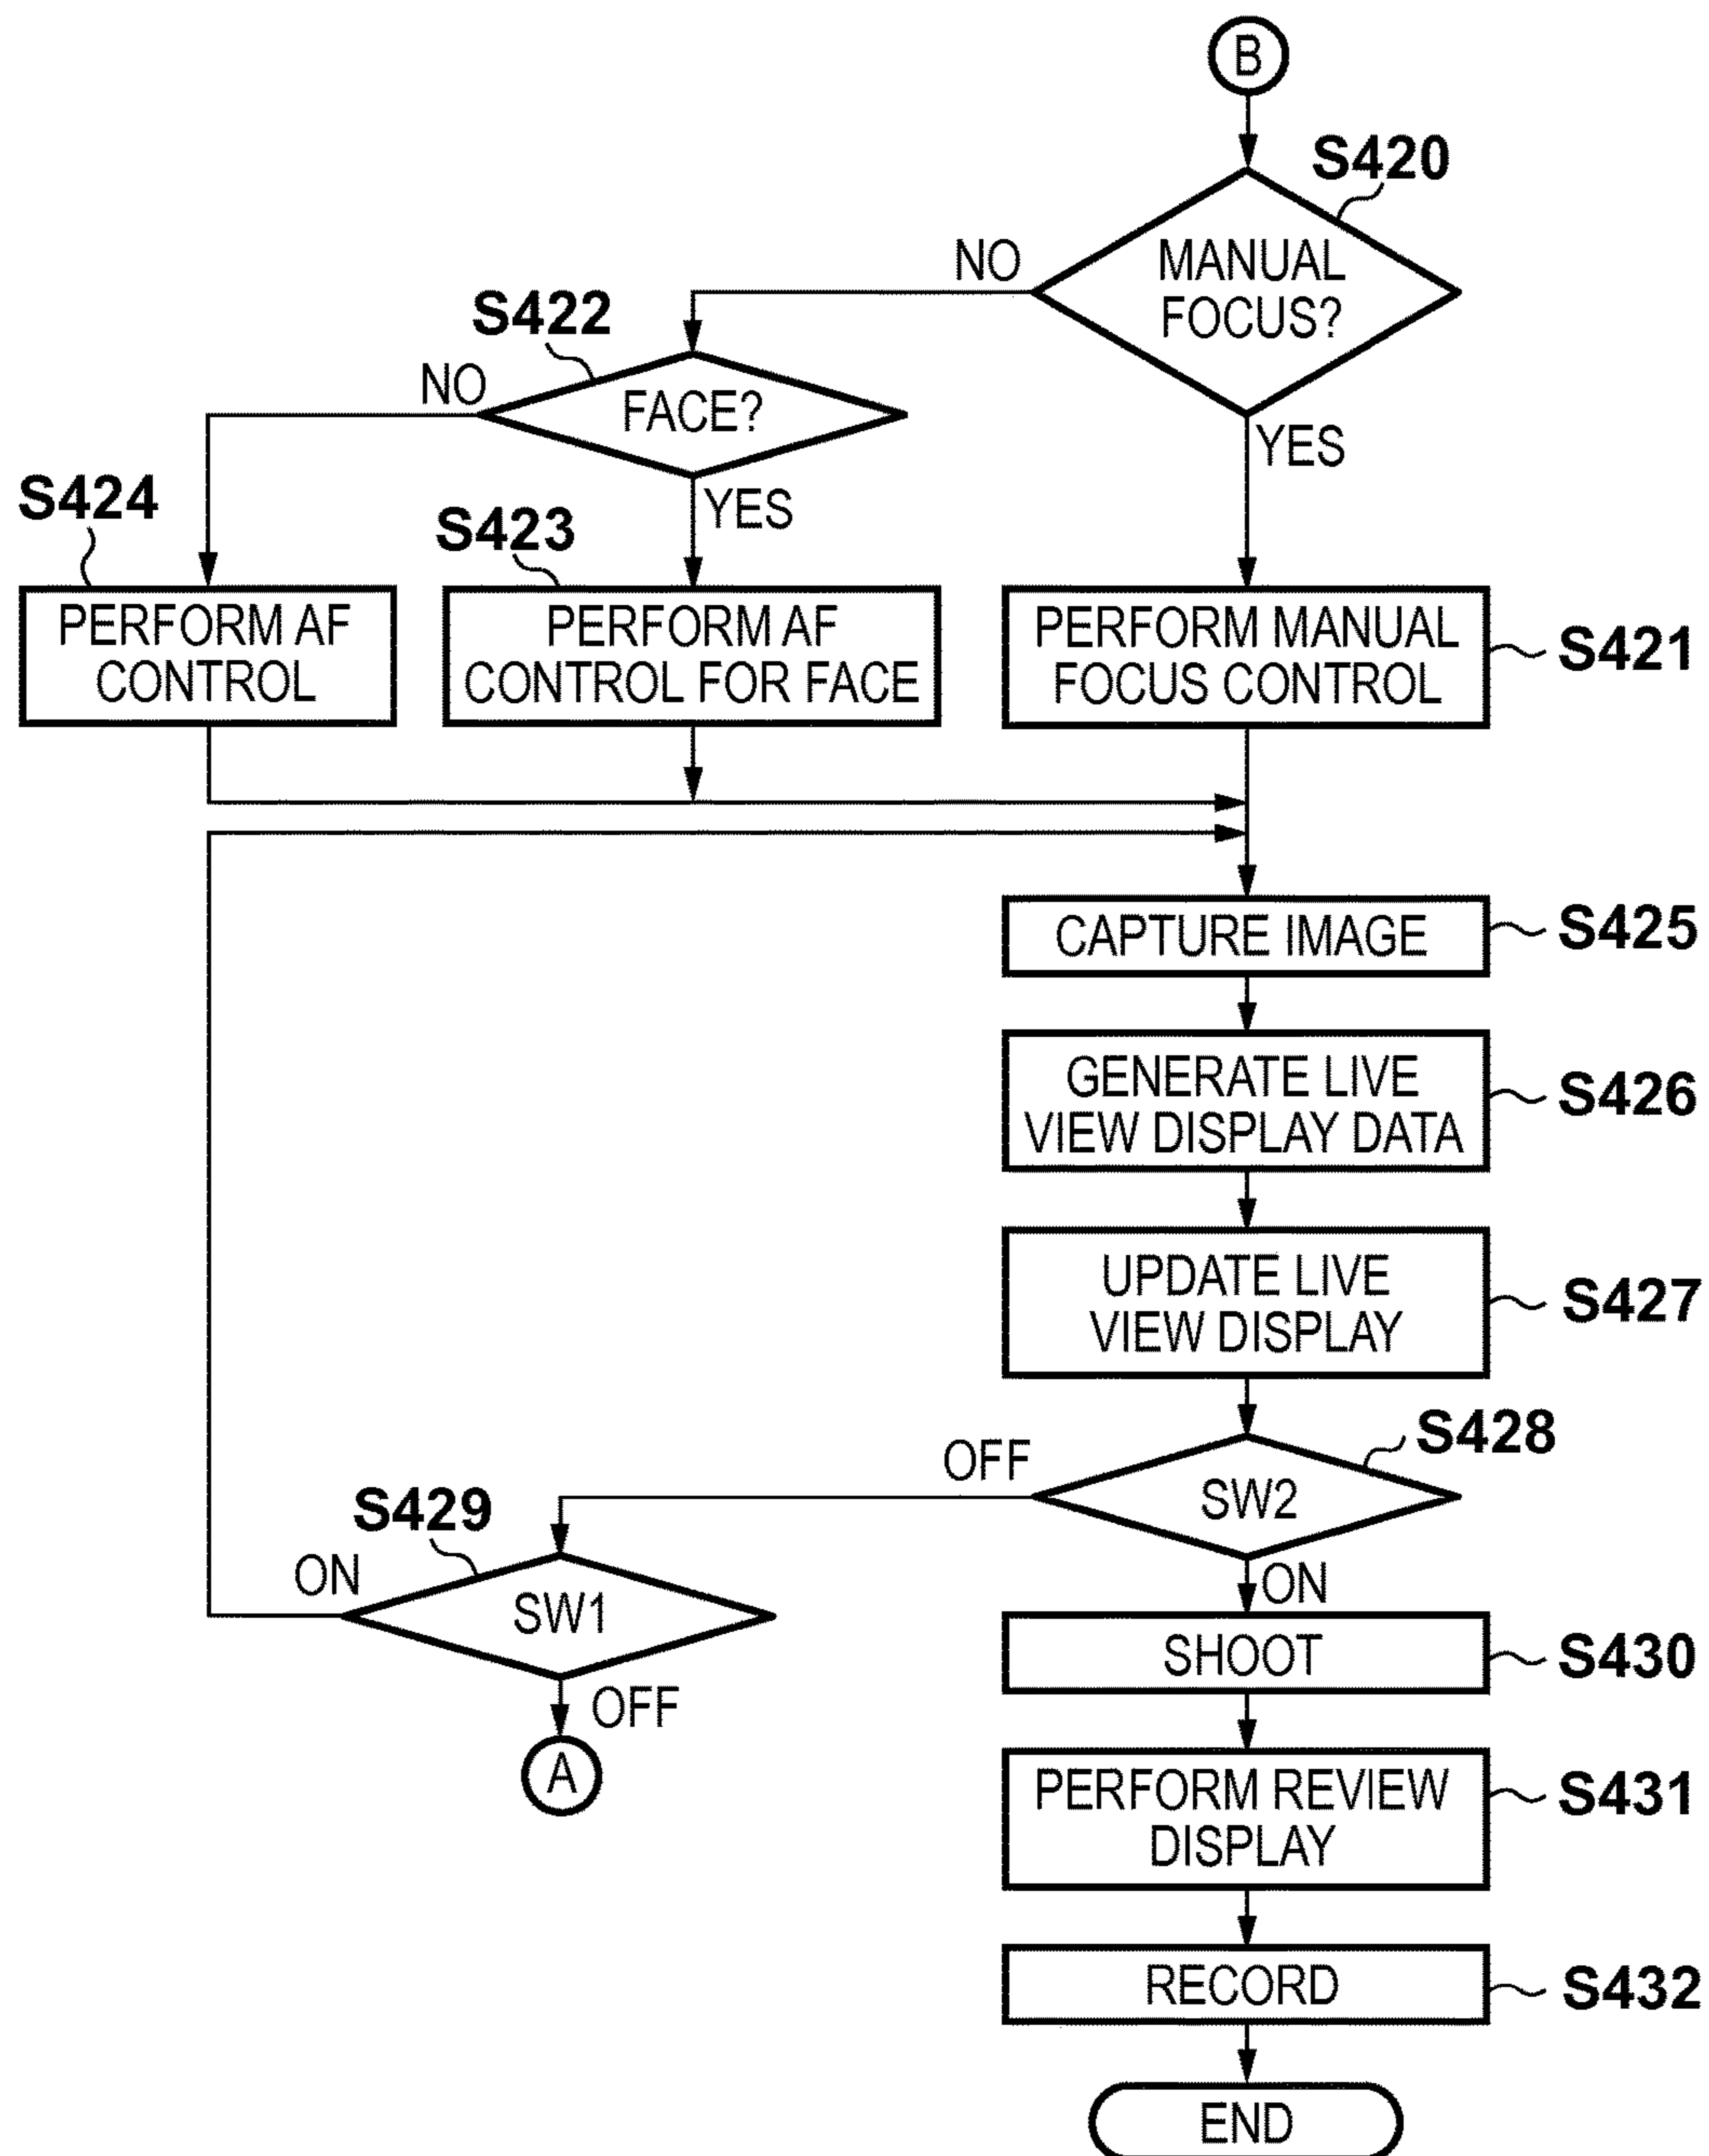 B
S420
MANUAL
FOCUS?
NO
YES
S422
FACE?
NO
YES
S424
PERFORM AF
CONTROL
S423
PERFORM AF
CONTROL FOR FACE
PERFORM MANUAL
FOCUS CONTROL
S421
CAPTURE IMAGE
S425
GENERATE LIVE
VIEW DISPLAY DATA
S426
UPDATE LIVE
VIEW DISPLAY
S427
S428
SW2
OFF
ON
S429
SW1
ON
OFF
A
SHOOT
S430
PERFORM REVIEW
DISPLAY
S431
RECORD
S432
END